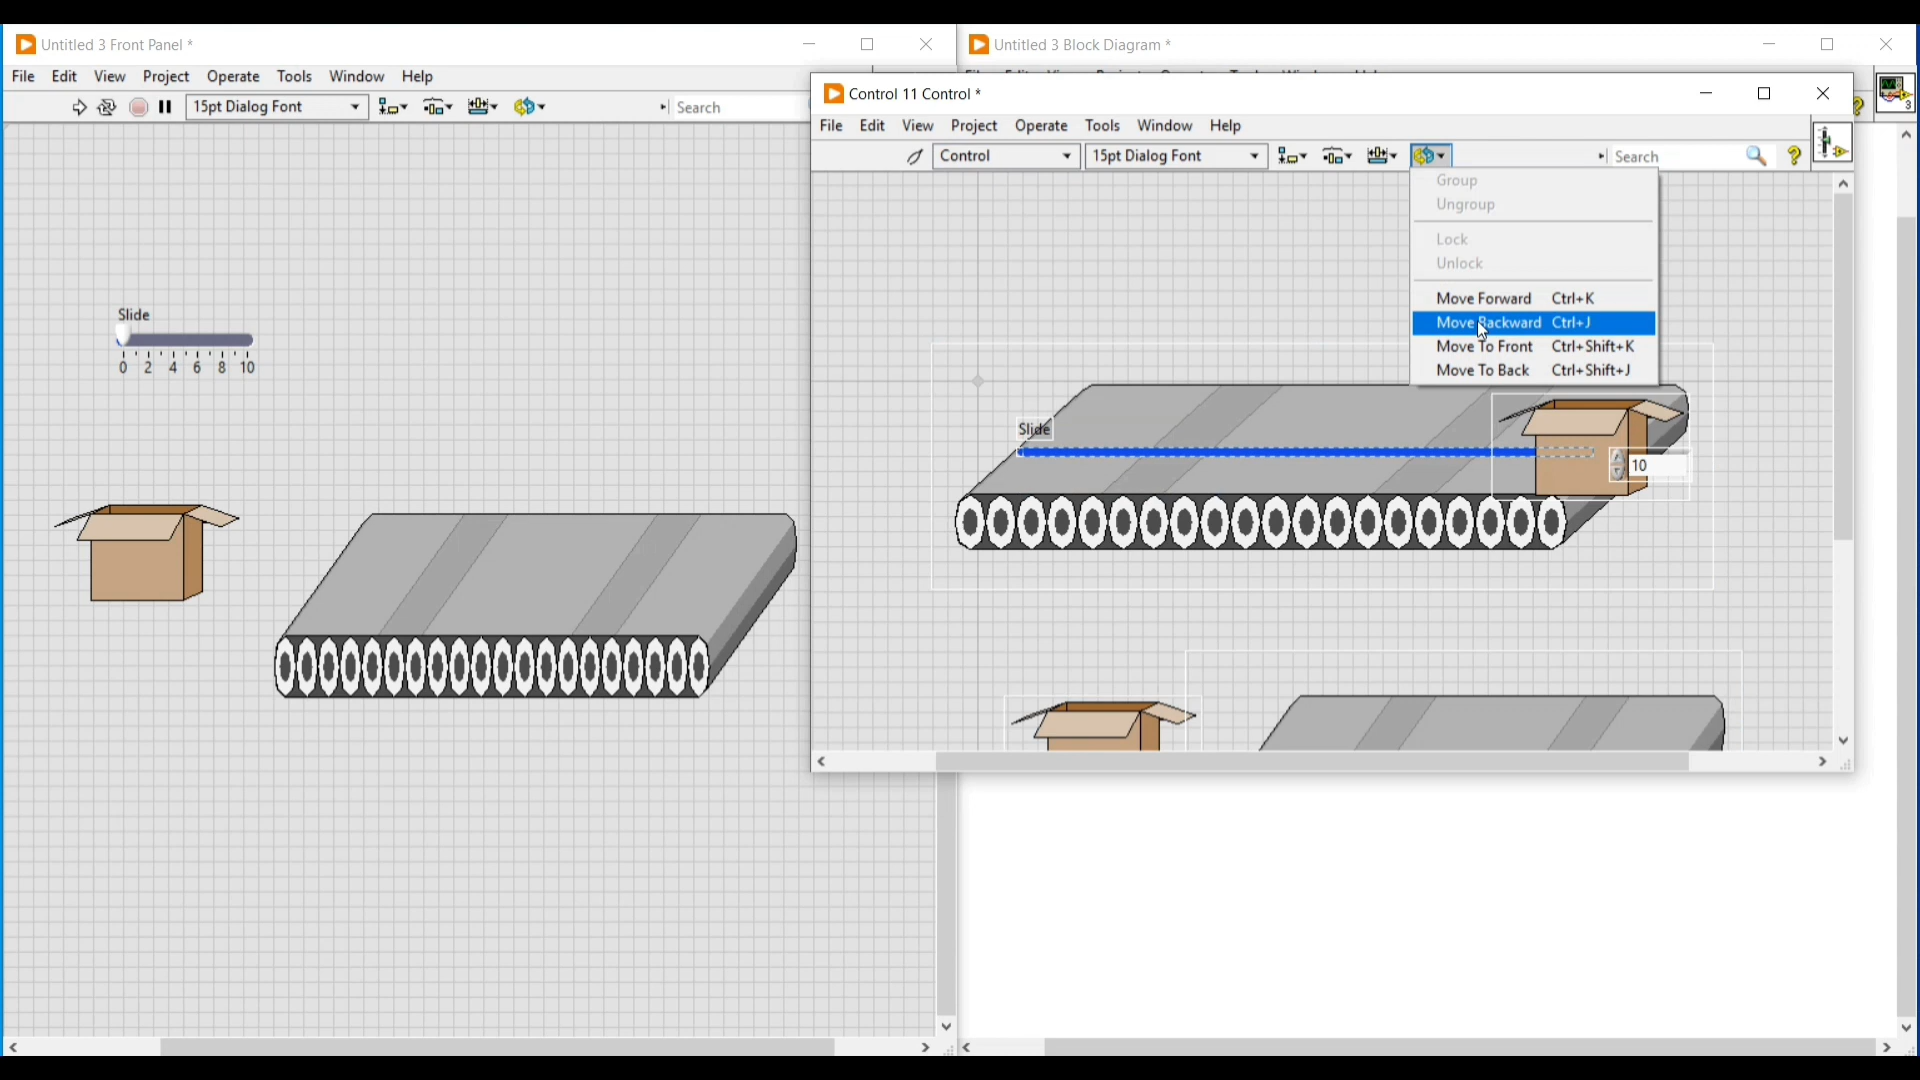 Untitled 3 Front Panel *
File Edit View Project Operate Tools Window Help
15pt Dialog Font
Search
Slide
0 2 4 6 8 10
Untitled 3 Block Diagram *
3
Control 11 Control *
File Edit View Project Operate Tools Window Help
Control
15pt Dialog Font
Search
Group
Ungroup
Lock
Unlock
Move Forward Ctrl+K
Move Backward Ctrl+J
Move To Front Ctrl+Shift+K
Move To Back Ctrl+Shift+J
Slide
10